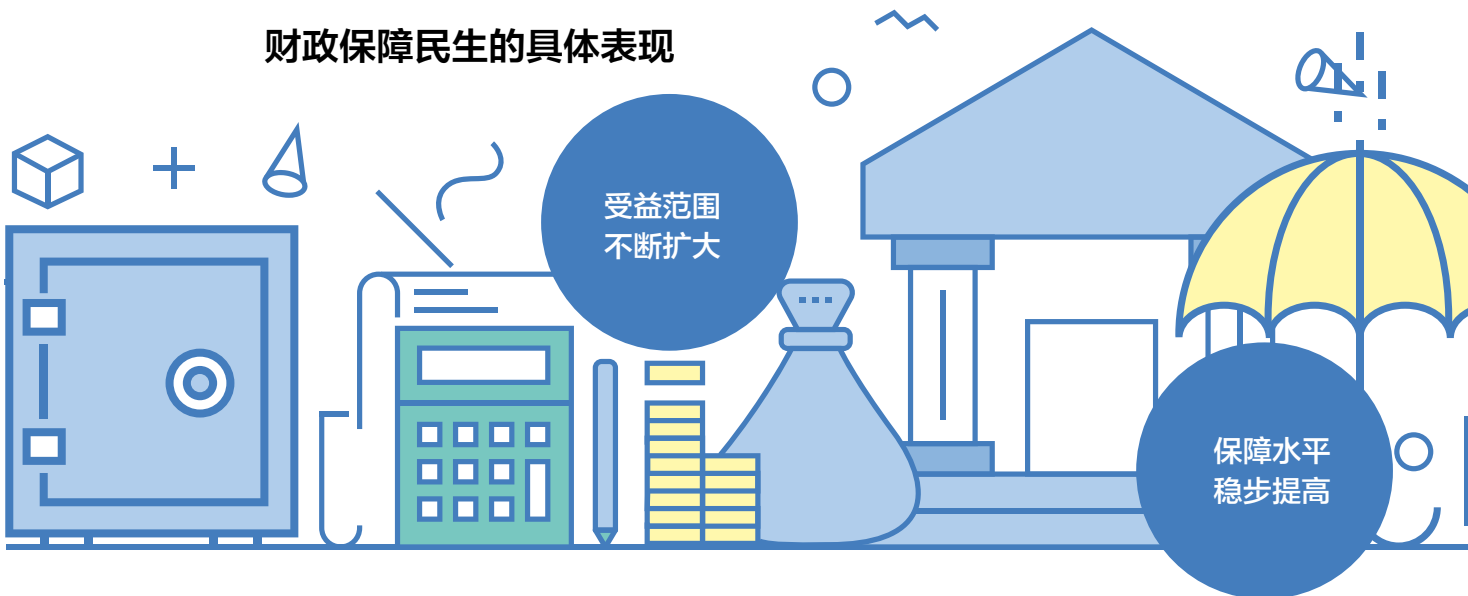 财政保障民生的具体表现
受益范围
不断扩大
保障水平
稳步提高